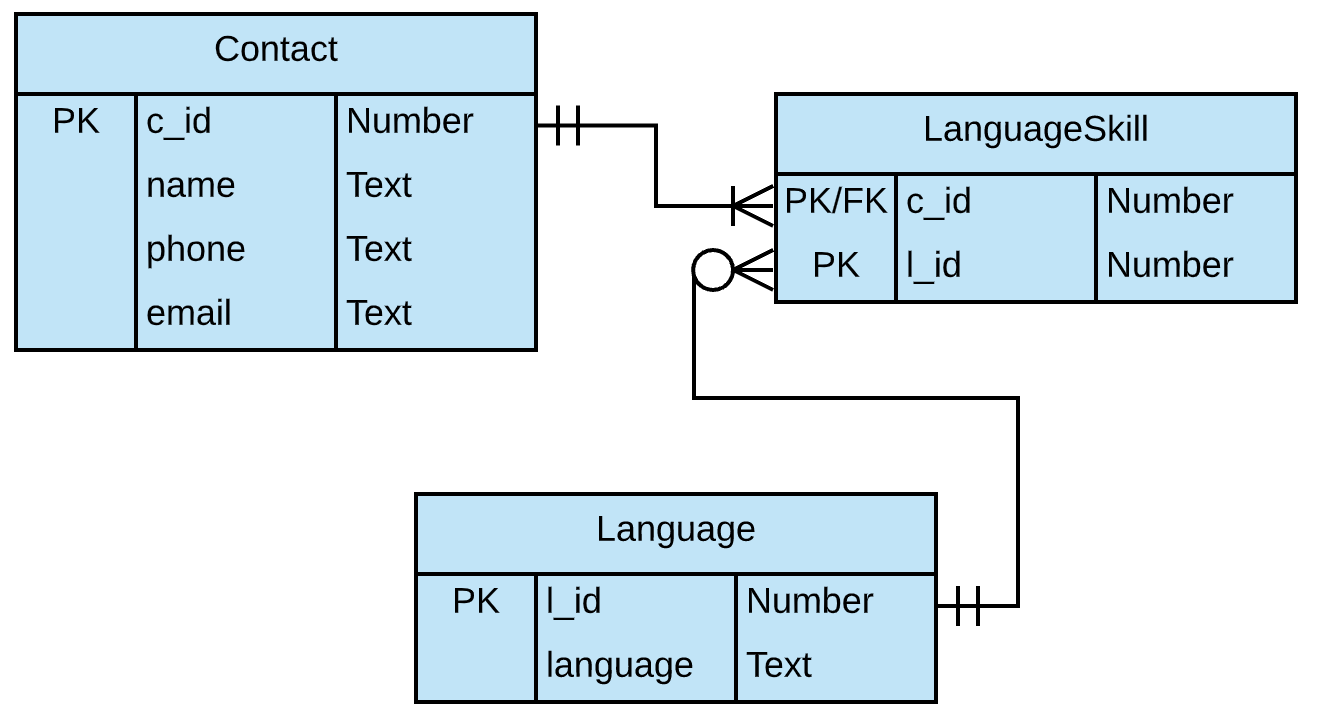 Contact
PK c_id Number
name Text
phone Text
email Text
LanguageSkill
PK/FK c_id Number
PK l_id Number
Language
PK l_id Number
language Text